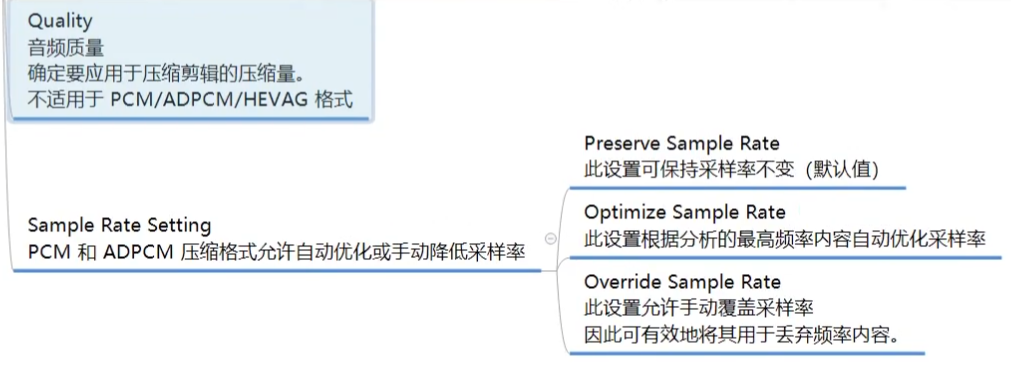 Quality
音频质量
确定要应用于压缩剪辑的压缩量。
不适用于 PCM/ADPCM/HEVAG 格式
Sample Rate Setting
PCM 和 ADPCM 压缩格式允许自动优化或手动降低采样率
Preserve Sample Rate
此设置可保持采样率不变（默认值）
Optimize Sample Rate
此设置根据分析的最高频率内容自动优化采样率
Override Sample Rate
此设置允许手动覆盖采样率
因此可有效地将其用于丢弃频率内容。